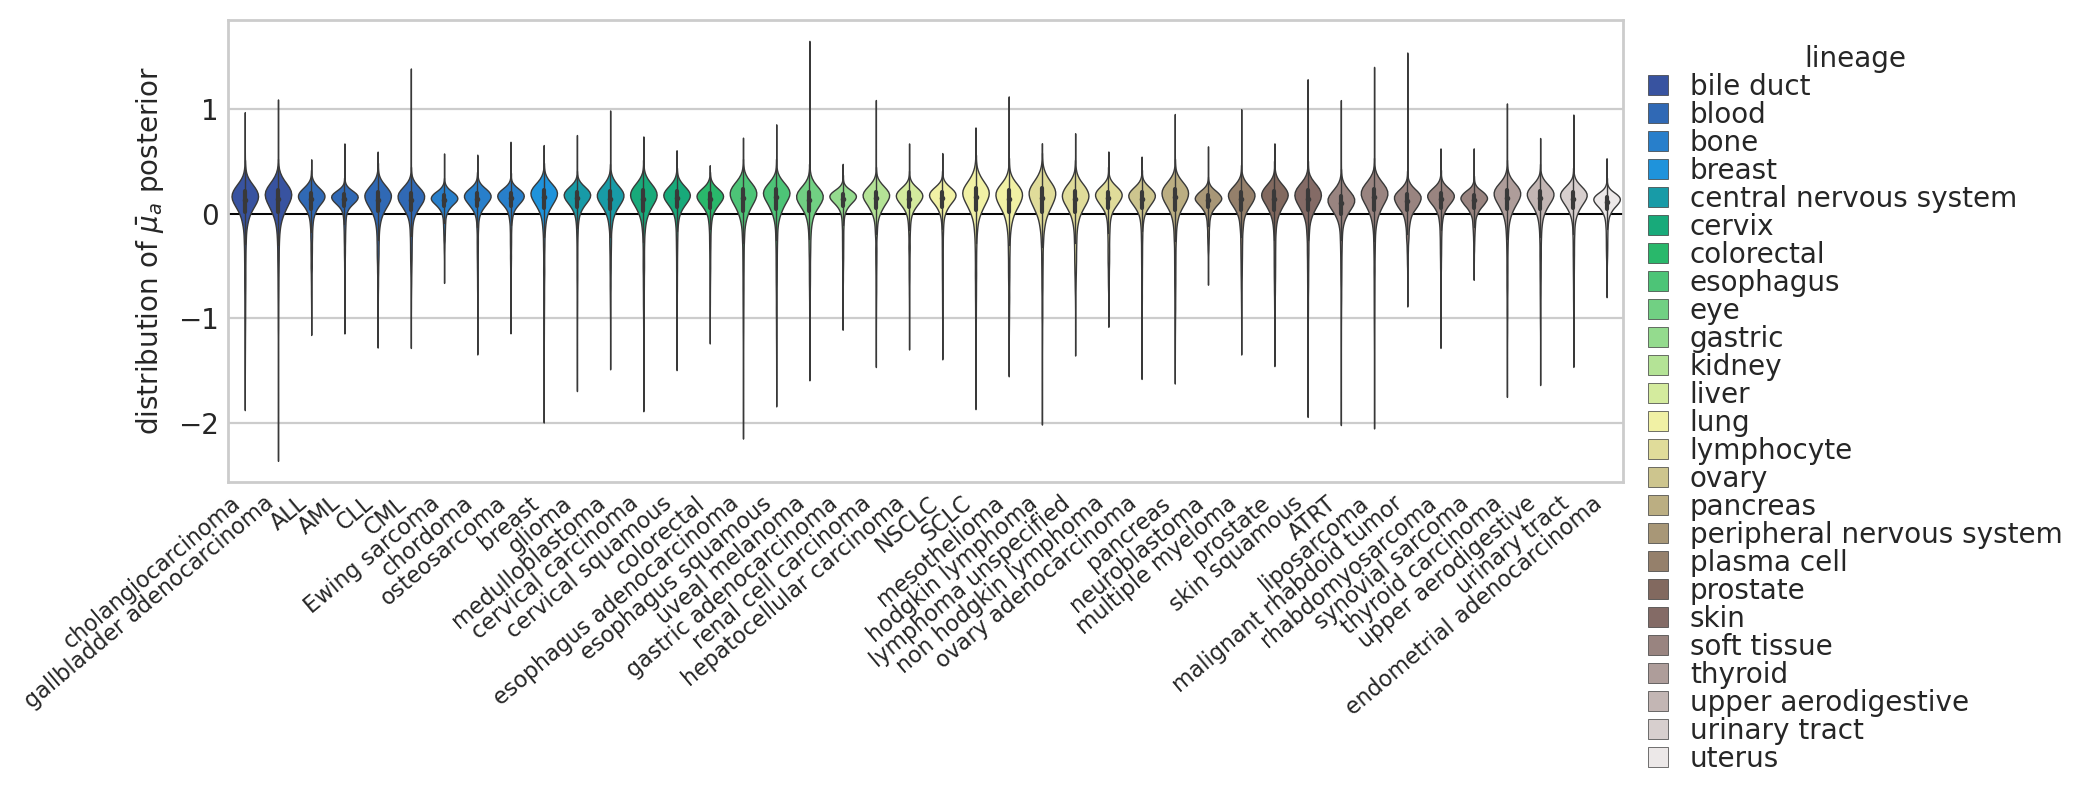 distribution of μ̄ₐ posterior
1
0
−1
−2
cholangiocarcinoma
gallbladder adenocarcinoma
ALL
AML
CLL
CML
Ewing sarcoma
chordoma
osteosarcoma
breast
glioma
medulloblastoma
cervical carcinoma
cervical squamous
colorectal
esophagus adenocarcinoma
esophagus squamous
uveal melanoma
gastric adenocarcinoma
renal cell carcinoma
hepatocellular carcinoma
NSCLC
SCLC
mesothelioma
hodgkin lymphoma
lymphoma unspecified
non hodgkin lymphoma
ovary adenocarcinoma
pancreas
neuroblastoma
multiple myeloma
prostate
skin squamous
ATRT
liposarcoma
malignant rhabdoid tumor
rhabdomyosarcoma
synovial sarcoma
thyroid carcinoma
upper aerodigestive
urinary tract
endometrial adenocarcinoma
lineage
bile duct
blood
bone
breast
central nervous system
cervix
colorectal
esophagus
eye
gastric
kidney
liver
lung
lymphocyte
ovary
pancreas
peripheral nervous system
plasma cell
prostate
skin
soft tissue
thyroid
upper aerodigestive
urinary tract
uterus